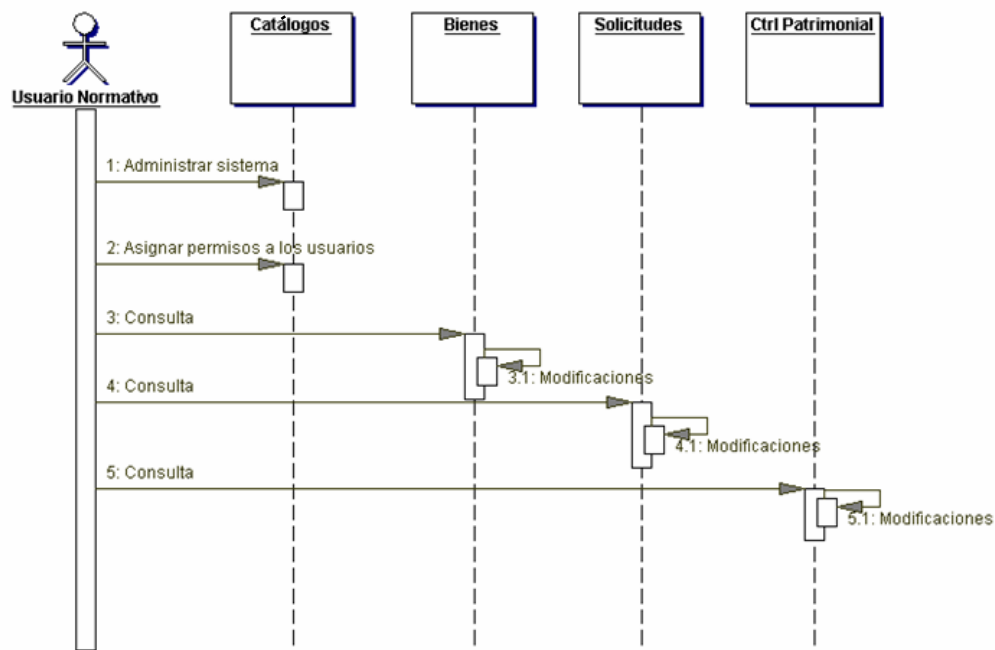 Catálogos
Bienes
Solicitudes
Ctrl Patrimonial
Usuario Normativo
1: Administrar sistema
2: Asignar permisos a los usuarios
3: Consulta
3.1: Modificaciones
4: Consulta
4.1: Modificaciones
5: Consulta
5.1: Modificaciones